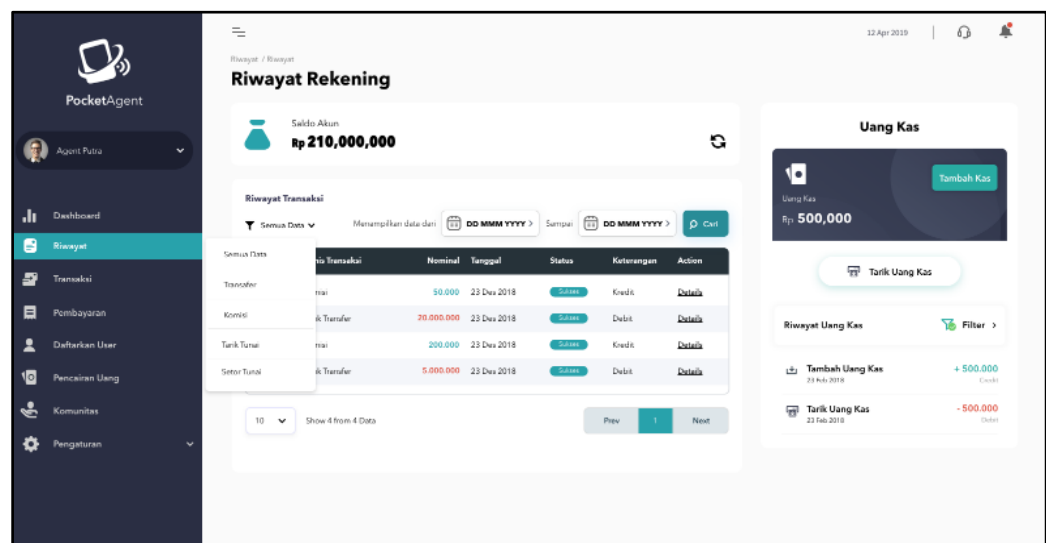 PocketAgent
Agent Putra
Dashboard
Riwayat
Transaksi
Pembayaran
Daftarkan User
Pencairan Uang
Komunitas
Pengaturan
12 Apr 2019
Riwayat / Riwayat
Riwayat Rekening
Saldo Akun
Rp 210,000,000
Riwayat Transaksi
Semua Data
Menampilkan data dari
DD MMM YYYY >
Sampai
DD MMM YYYY >
Cari
Semua Data
Transafer
Komisi
Tarik Tunai
Setor Tunai
nis Transaksi Nominal Tanggal Status Keterangan Action
50.000 23 Des 2018 Sukses Kredit Details
Transfer 20.000.000 23 Des 2018 Sukses Debit Details
200.000 23 Des 2018 Sukses Kredit Details
Transfer 5.000.000 23 Des 2018 Sukses Debit Details
10
Show 4 from 4 Data
Prev 1 Next
Uang Kas
Tambah Kas
Uang Kas
Rp 500,000
Tarik Uang Kas
Riwayat Uang Kas
Filter >
Tambah Uang Kas + 500.000
23 Feb 2018 Credit
Tarik Uang Kas - 500.000
23 Feb 2018 Debit